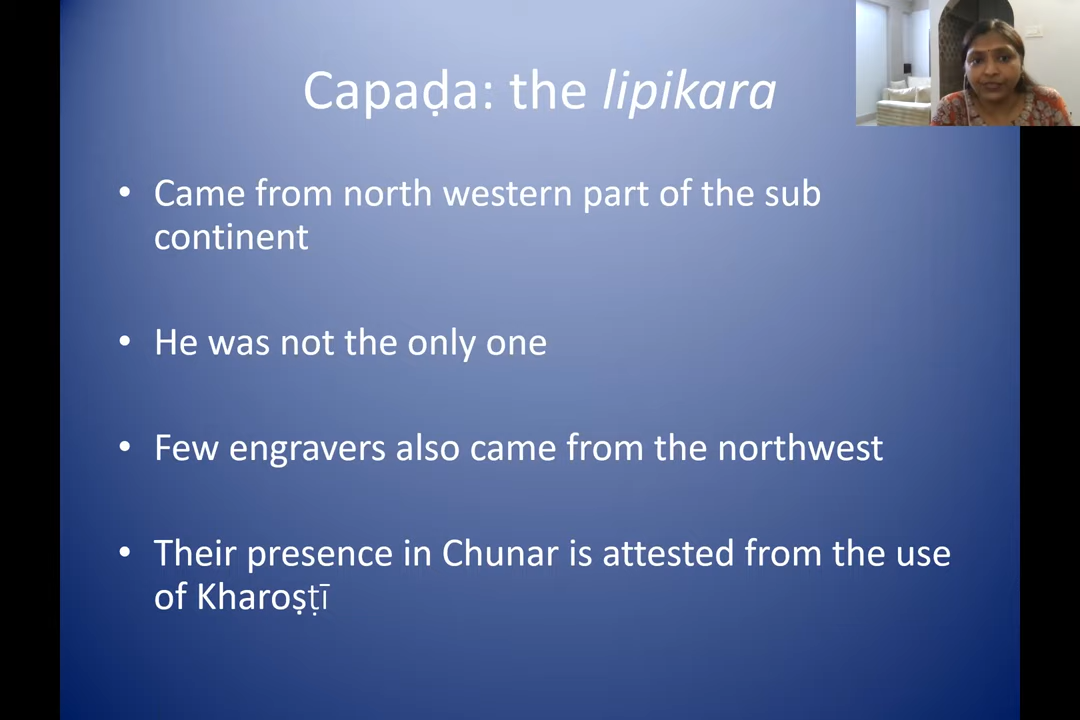 Capaḍa: the lipikara
• Came from north western part of the sub
continent
• He was not the only one
• Few engravers also came from the northwest
• Their presence in Chunar is attested from the use
of Kharoṣṭī